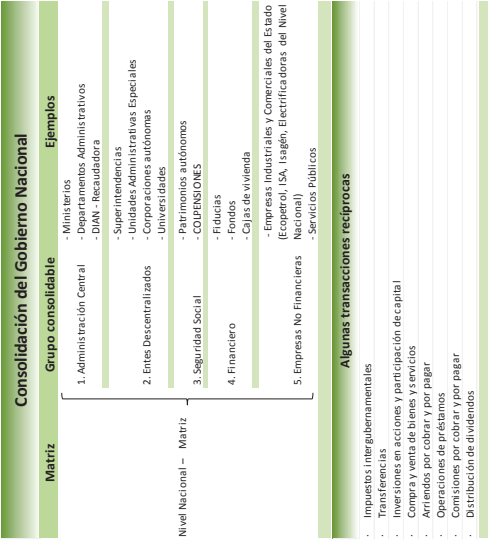 Consolidación del Gobierno Nacional
Matriz Grupo consolidable Ejemplos
Nivel Nacional – Matriz
1. Administración Central
- Ministerios
- Departamentos Administrativos
- DIAN - Recaudadora
2. Entes Descentralizados
- Superintendencias
- Unidades Administrativas Especiales
- Corporaciones autónomas
- Universidades
3. Seguridad Social
- Patrimonios autónomos
- COLPENSIONES
4. Financiero
- Fiducias
- Fondos
- Cajas de vivienda
5. Empresas No Financieras
- Empresas Industriales y Comerciales del Estado
(Ecopetrol, ISA, Isagén, Electrificadoras del Nivel
Nacional)
- Servicios Públicos
Algunas transacciones recíprocas
· Impuestos intergubernamentales
· Transferencias
· Inversiones en acciones y participación de capital
· Compra y venta de bienes y servicios
· Arriendos por cobrar y por pagar
· Operaciones de préstamos
· Comisiones por cobrar y por pagar
· Distribución de dividendos